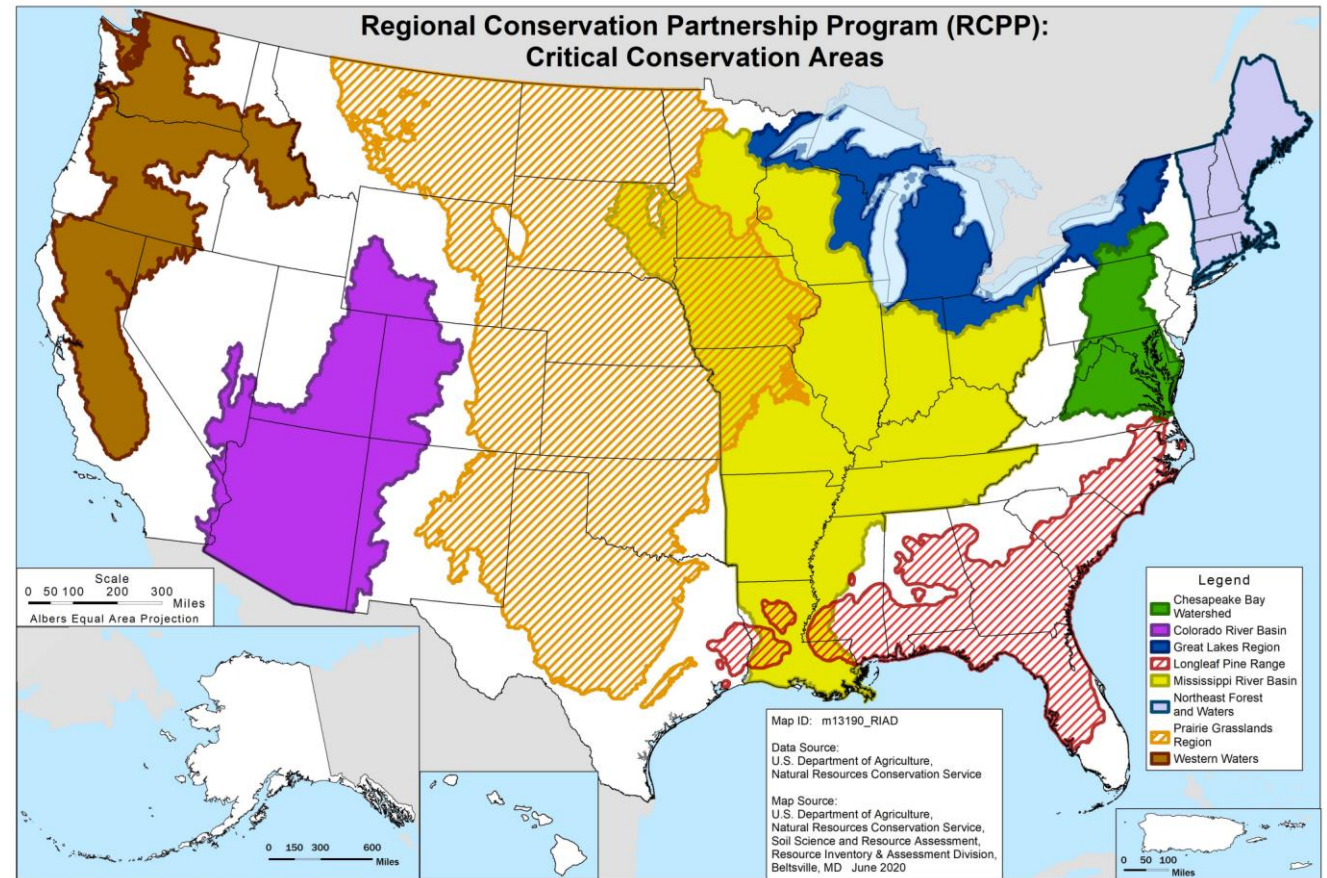 Regional Conservation Partnership Program (RCPP):
Critical Conservation Areas
Scale
0 50 100 200 300
Miles
Albers Equal Area Projection
0 150 300 600
Miles
Map ID: m13190_RIAD
Data Source:
U.S. Department of Agriculture,
Natural Resources Conservation Service
Map Source:
U.S. Department of Agriculture,
Natural Resources Conservation Service,
Soil Science and Resource Assessment,
Resource Inventory & Assessment Division,
Beltsville, MD June 2020
Legend
Chesapeake Bay
Watershed
Colorado River Basin
Great Lakes Region
Longleaf Pine Range
Mississippi River Basin
Northeast Forest
and Waters
Prairie Grasslands
Region
Western Waters
0 50 100
Miles